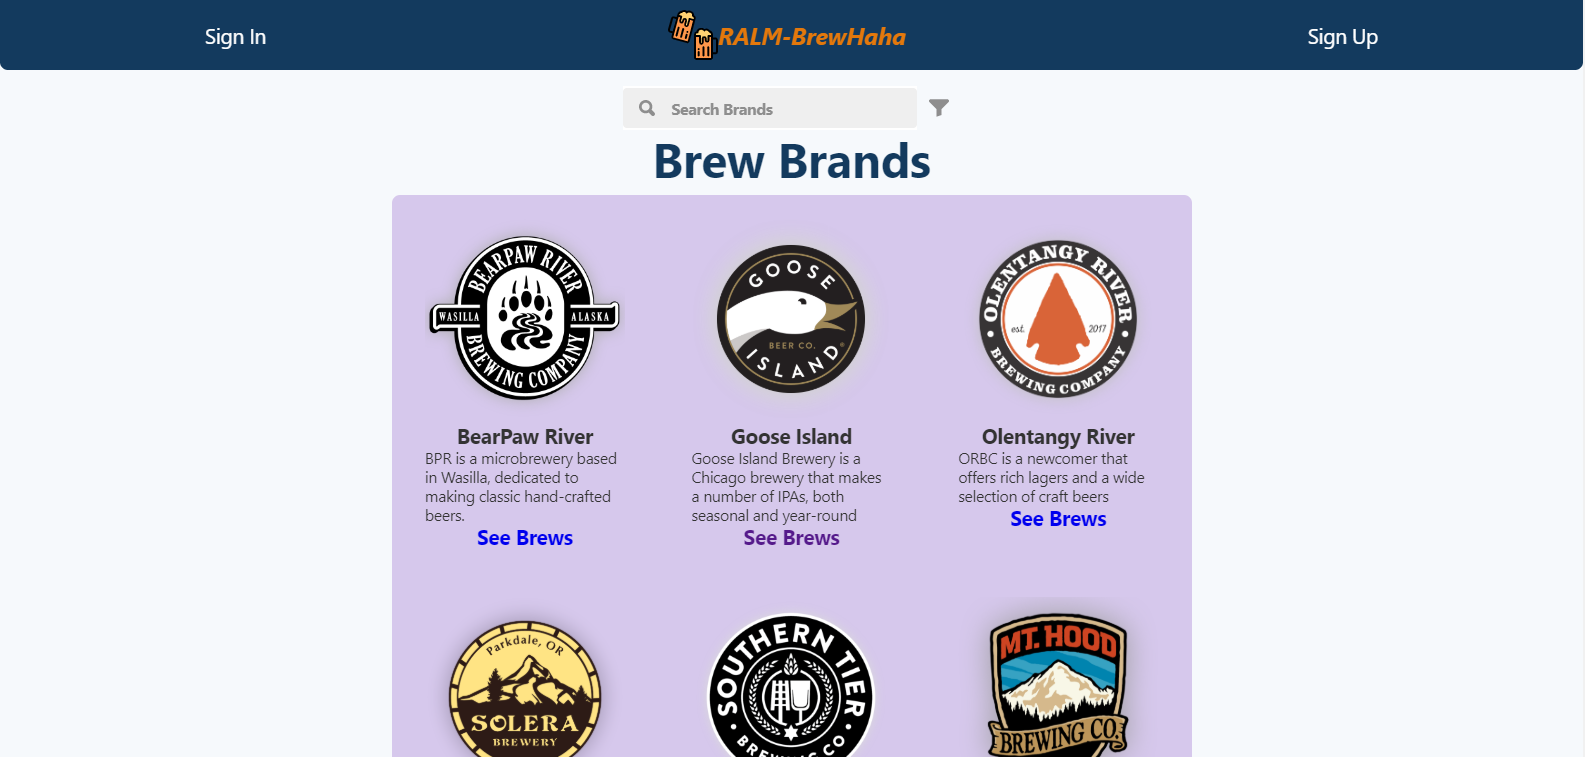 Sign In
RALM-BrewHaha
Sign Up
Search Brands
Brew Brands
BEARPAW RIVER
WASILLA
ALASKA
BREWING COMPANY
GOOSE
BEER CO.
ISLAND
OLENTANGY RIVER
est.
2017
BREWING COMPANY
BearPaw River
BPR is a microbrewery based
in Wasilla, dedicated to
making classic hand-crafted
beers.
See Brews
Goose Island
Goose Island Brewery is a
Chicago brewery that makes
a number of IPAs, both
seasonal and year-round
See Brews
Olentangy River
ORBC is a newcomer that
offers rich lagers and a wide
selection of craft beers
See Brews
Parkdale, OR
SOLERA
BREWERY
SOUTHERN TIER
BREWING CO
MT. HOOD
BREWING CO.